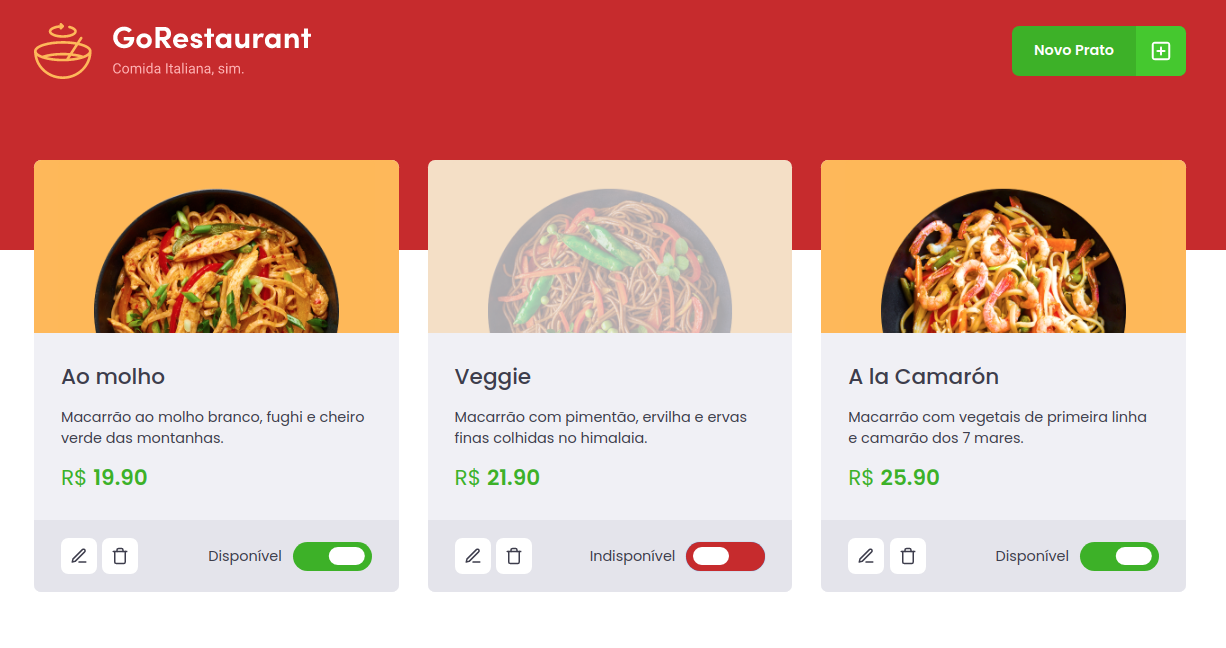 GoRestaurant
Comida Italiana, sim.
Novo Prato
Ao molho
Macarrão ao molho branco, fughi e cheiro
verde das montanhas.
R$ 19.90
Disponível
Veggie
Macarrão com pimentão, ervilha e ervas
finas colhidas no himalaia.
R$ 21.90
Indisponível
A la Camarón
Macarrão com vegetais de primeira linha
e camarão dos 7 mares.
R$ 25.90
Disponível